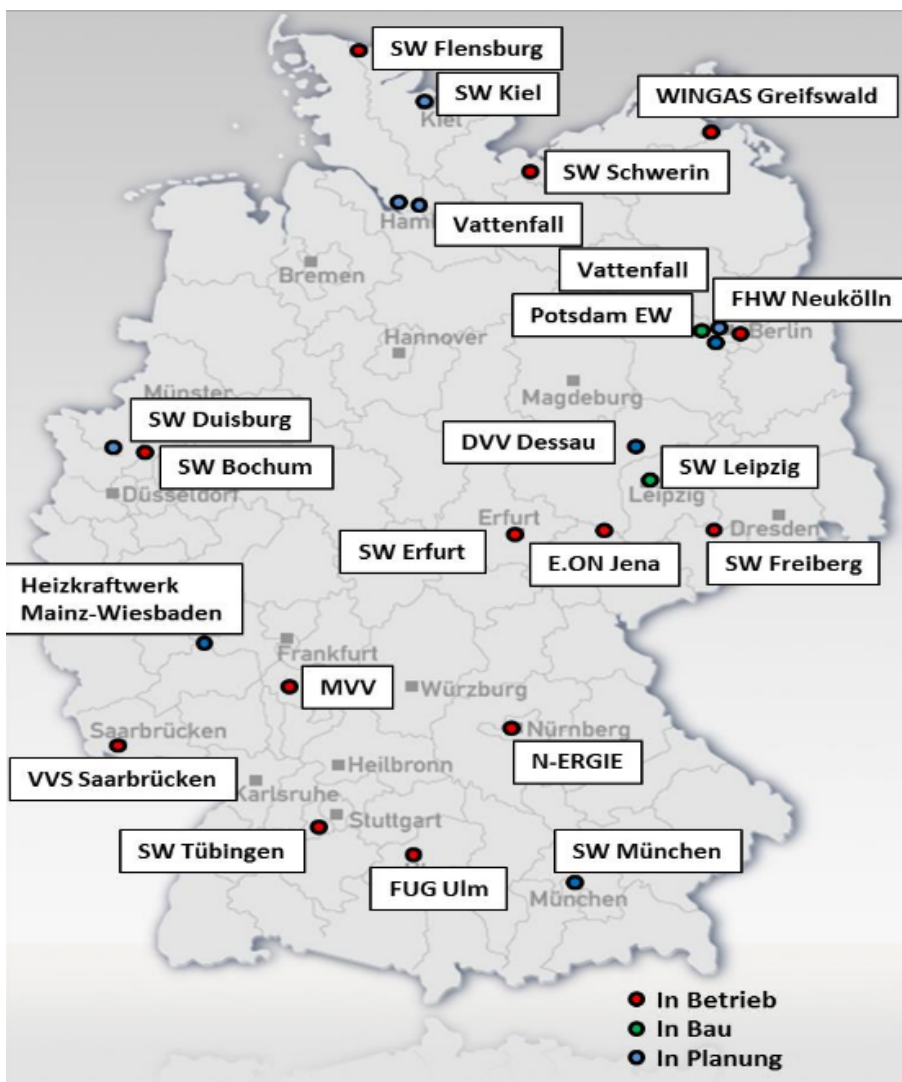 SW Flensburg
SW Kiel
Kiel
WINGAS Greifswald
SW Schwerin
Vattenfall
Bremen
Vattenfall
FHW Neukölln
Potsdam EW
Berlin
Hannover
Münster
Magdeburg
SW Duisburg
DVV Dessau
SW Bochum
SW Leipzig
Düsseldorf
Leipzig
Erfurt
Dresden
SW Erfurt
E.ON Jena
SW Freiberg
Heizkraftwerk
Mainz-Wiesbaden
Frankfurt
MVV
Würzburg
Saarbrücken
Nürnberg
N-ERGIE
VVS Saarbrücken
Heilbronn
Karlsruhe
Stuttgart
SW Tübingen
SW München
FUG Ulm
München
In Betrieb
In Bau
In Planung